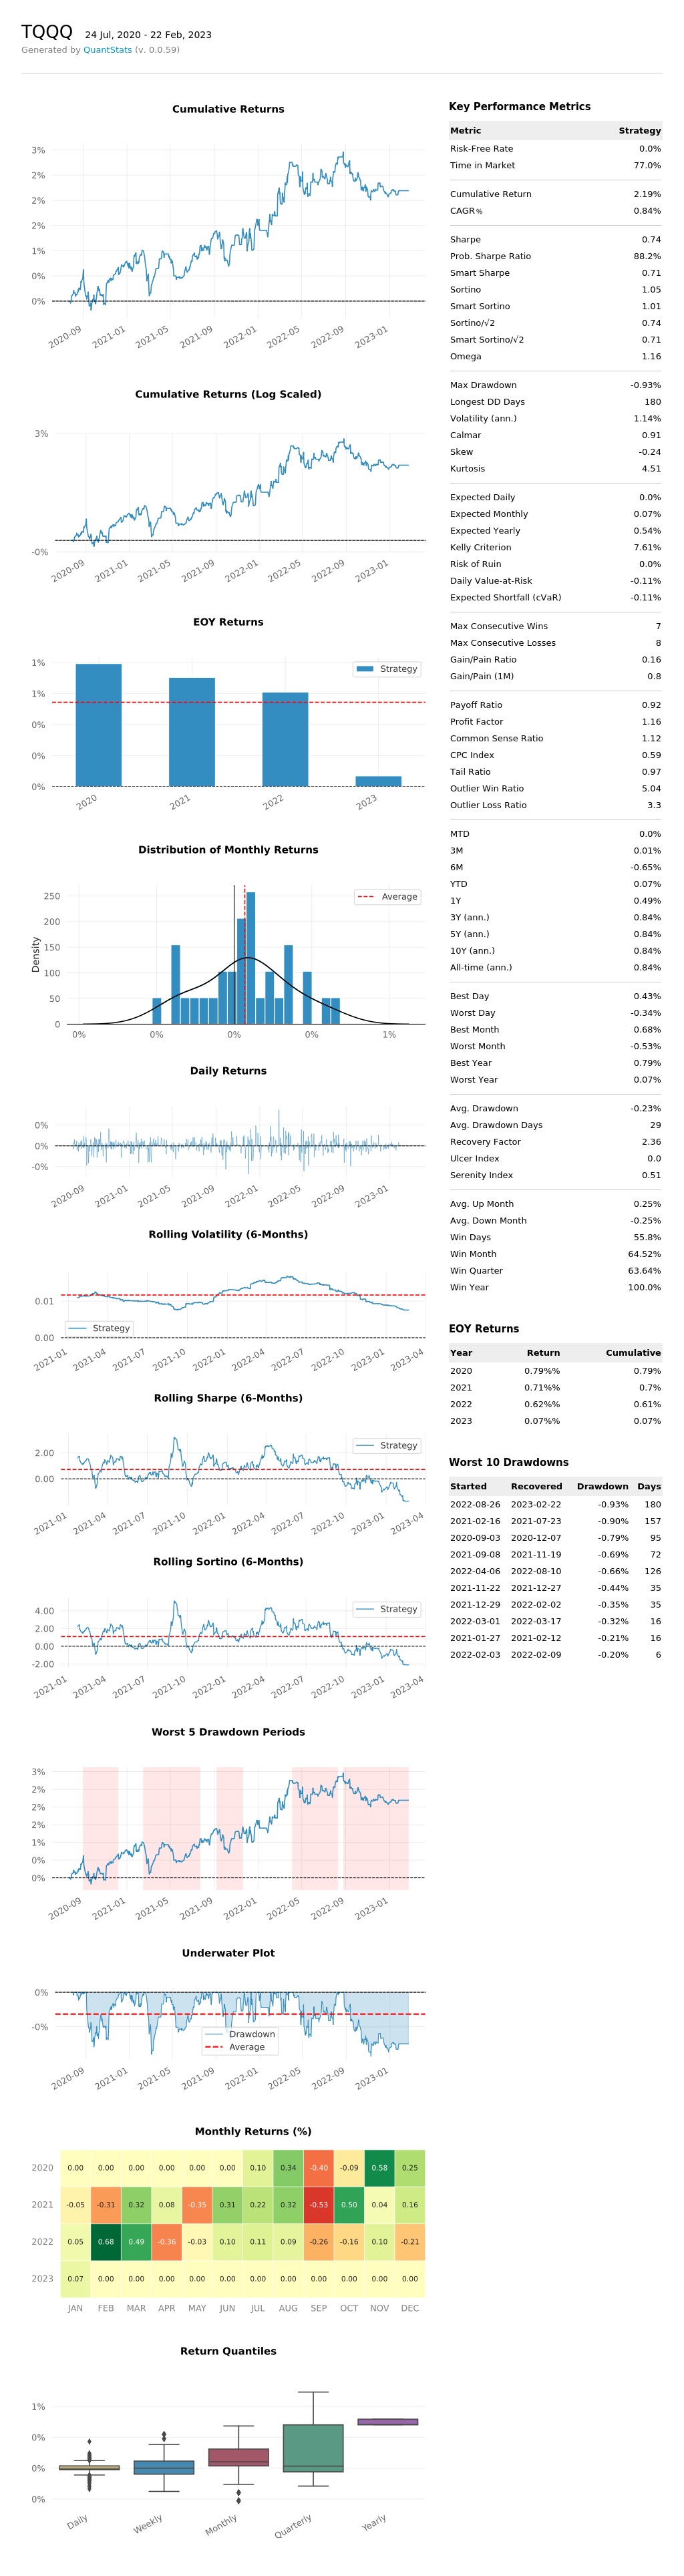 TQQQ 24 Jul, 2020 - 22 Feb, 2023
Generated by QuantStats (v. 0.0.59)
Cumulative Returns
3%
2%
2%
2%
1%
0%
0%
2020-09 2021-01 2021-05 2021-09 2022-01 2022-05 2022-09 2023-01
Cumulative Returns (Log Scaled)
3%
-0%
2020-09 2021-01 2021-05 2021-09 2022-01 2022-05 2022-09 2023-01
EOY Returns
Strategy
1%
1%
0%
0%
0%
2020 2021 2022 2023
Distribution of Monthly Returns
Average
Density
250
200
150
100
50
0
0% 0% 0% 0% 1%
Daily Returns
0%
0%
-0%
2020-09 2021-01 2021-05 2021-09 2022-01 2022-05 2022-09 2023-01
Rolling Volatility (6-Months)
0.01
0.00
Strategy
2021-01 2021-04 2021-07 2021-10 2022-01 2022-04 2022-07 2022-10 2023-01 2023-04
Rolling Sharpe (6-Months)
Strategy
2.00
0.00
2021-01 2021-04 2021-07 2021-10 2022-01 2022-04 2022-07 2022-10 2023-01 2023-04
Rolling Sortino (6-Months)
Strategy
4.00
2.00
0.00
-2.00
2021-01 2021-04 2021-07 2021-10 2022-01 2022-04 2022-07 2022-10 2023-01 2023-04
Worst 5 Drawdown Periods
3%
2%
2%
2%
1%
0%
0%
2020-09 2021-01 2021-05 2021-09 2022-01 2022-05 2022-09 2023-01
Underwater Plot
0%
-0%
Drawdown
Average
2020-09 2021-01 2021-05 2021-09 2022-01 2022-05 2022-09 2023-01
Monthly Returns (%)
2020 0.00 0.00 0.00 0.00 0.00 0.00 0.10 0.34 -0.40 -0.09 0.58 0.25
2021 -0.05 -0.31 0.32 0.08 -0.35 0.31 0.22 0.32 -0.53 0.50 0.04 0.16
2022 0.05 0.68 0.49 -0.36 -0.03 0.10 0.11 0.09 -0.26 -0.16 0.10 -0.21
2023 0.07 0.00 0.00 0.00 0.00 0.00 0.00 0.00 0.00 0.00 0.00 0.00
JAN FEB MAR APR MAY JUN JUL AUG SEP OCT NOV DEC
Return Quantiles
1%
0%
0%
0%
Daily Weekly Monthly Quarterly Yearly
Key Performance Metrics
Metric Strategy
Risk-Free Rate 0.0%
Time in Market 77.0%
Cumulative Return 2.19%
CAGR﹪ 0.84%
Sharpe 0.74
Prob. Sharpe Ratio 88.2%
Smart Sharpe 0.71
Sortino 1.05
Smart Sortino 1.01
Sortino/√2 0.74
Smart Sortino/√2 0.71
Omega 1.16
Max Drawdown -0.93%
Longest DD Days 180
Volatility (ann.) 1.14%
Calmar 0.91
Skew -0.24
Kurtosis 4.51
Expected Daily 0.0%
Expected Monthly 0.07%
Expected Yearly 0.54%
Kelly Criterion 7.61%
Risk of Ruin 0.0%
Daily Value-at-Risk -0.11%
Expected Shortfall (cVaR) -0.11%
Max Consecutive Wins 7
Max Consecutive Losses 8
Gain/Pain Ratio 0.16
Gain/Pain (1M) 0.8
Payoff Ratio 0.92
Profit Factor 1.16
Common Sense Ratio 1.12
CPC Index 0.59
Tail Ratio 0.97
Outlier Win Ratio 5.04
Outlier Loss Ratio 3.3
MTD 0.0%
3M 0.01%
6M -0.65%
YTD 0.07%
1Y 0.49%
3Y (ann.) 0.84%
5Y (ann.) 0.84%
10Y (ann.) 0.84%
All-time (ann.) 0.84%
Best Day 0.43%
Worst Day -0.34%
Best Month 0.68%
Worst Month -0.53%
Best Year 0.79%
Worst Year 0.07%
Avg. Drawdown -0.23%
Avg. Drawdown Days 29
Recovery Factor 2.36
Ulcer Index 0.0
Serenity Index 0.51
Avg. Up Month 0.25%
Avg. Down Month -0.25%
Win Days 55.8%
Win Month 64.52%
Win Quarter 63.64%
Win Year 100.0%
EOY Returns
Year Return Cumulative
2020 0.79%% 0.79%
2021 0.71%% 0.7%
2022 0.62%% 0.61%
2023 0.07%% 0.07%
Worst 10 Drawdowns
Started Recovered Drawdown Days
2022-08-26 2023-02-22 -0.93% 180
2021-02-16 2021-07-23 -0.90% 157
2020-09-03 2020-12-07 -0.79% 95
2021-09-08 2021-11-19 -0.69% 72
2022-04-06 2022-08-10 -0.66% 126
2021-11-22 2021-12-27 -0.44% 35
2021-12-29 2022-02-02 -0.35% 35
2022-03-01 2022-03-17 -0.32% 16
2021-01-27 2021-02-12 -0.21% 16
2022-02-03 2022-02-09 -0.20% 6